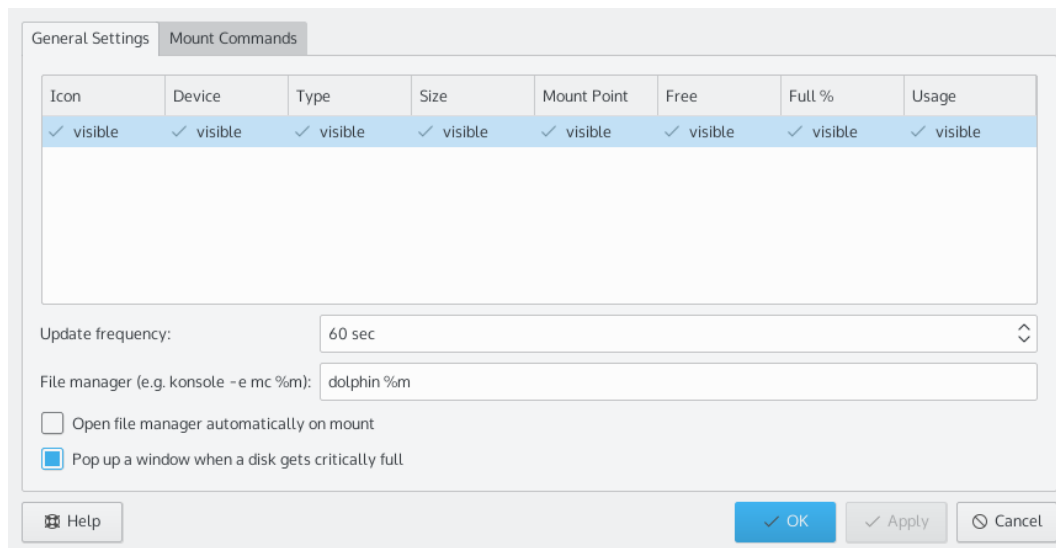 General Settings Mount Commands
Icon Device Type Size Mount Point Free Full % Usage
visible visible visible visible visible visible visible visible
Update frequency: 60 sec
File manager (e.g. konsole -e mc %m): dolphin %m
Open file manager automatically on mount
Pop up a window when a disk gets critically full
Help OK Apply Cancel